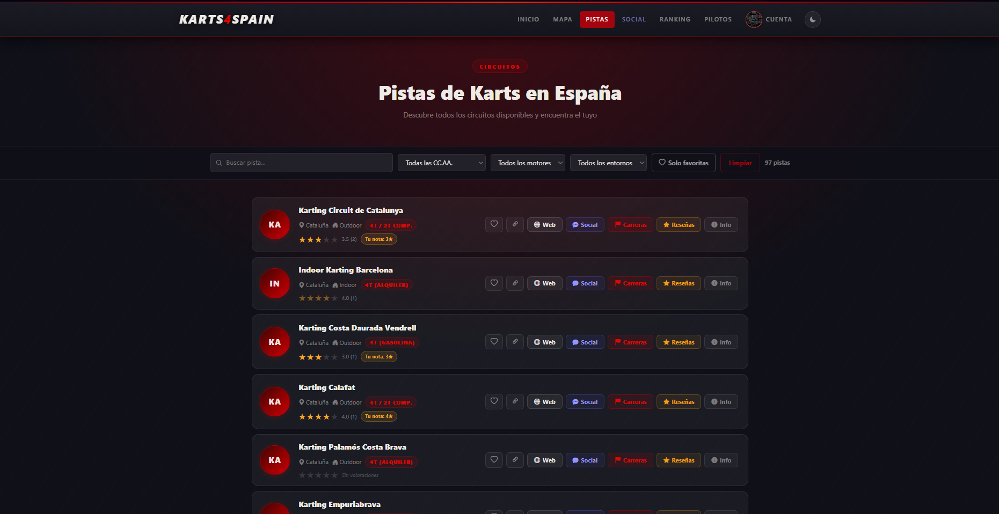 KARTS4SPAIN
INICIO MAPA PISTAS SOCIAL RANKING PILOTOS CUENTA
CIRCUITOS
Pistas de Karts en España
Descubre todos los circuitos disponibles y encuentra el tuyo
Buscar pista... Todas las CC.AA. Todos los motores Todos los entornos Solo favoritas Limpiar 97 pistas
Karting Circuit de Catalunya
KA Cataluña Outdoor 4T / 2T COMP. Web Social Carreras Reseñas Info
★★★★★ 3.5 (2) Tu nota: 3★
Indoor Karting Barcelona
IN Cataluña Indoor 4T (ALQUILER) Web Social Carreras Reseñas Info
★★★★★ 4.0 (1)
Karting Costa Daurada Vendrell
KA Cataluña Outdoor 4T (GASOLINA) Web Social Carreras Reseñas Info
★★★★★ 3.0 (1) Tu nota: 3★
Karting Calafat
KA Cataluña Outdoor 4T / 2T COMP. Web Social Carreras Reseñas Info
★★★★★ 4.0 (1) Tu nota: 4★
Karting Palamós Costa Brava
KA Cataluña Outdoor 4T (ALQUILER) Web Social Carreras Reseñas Info
★★★★★ Sin valoraciones
Karting Empuriabrava